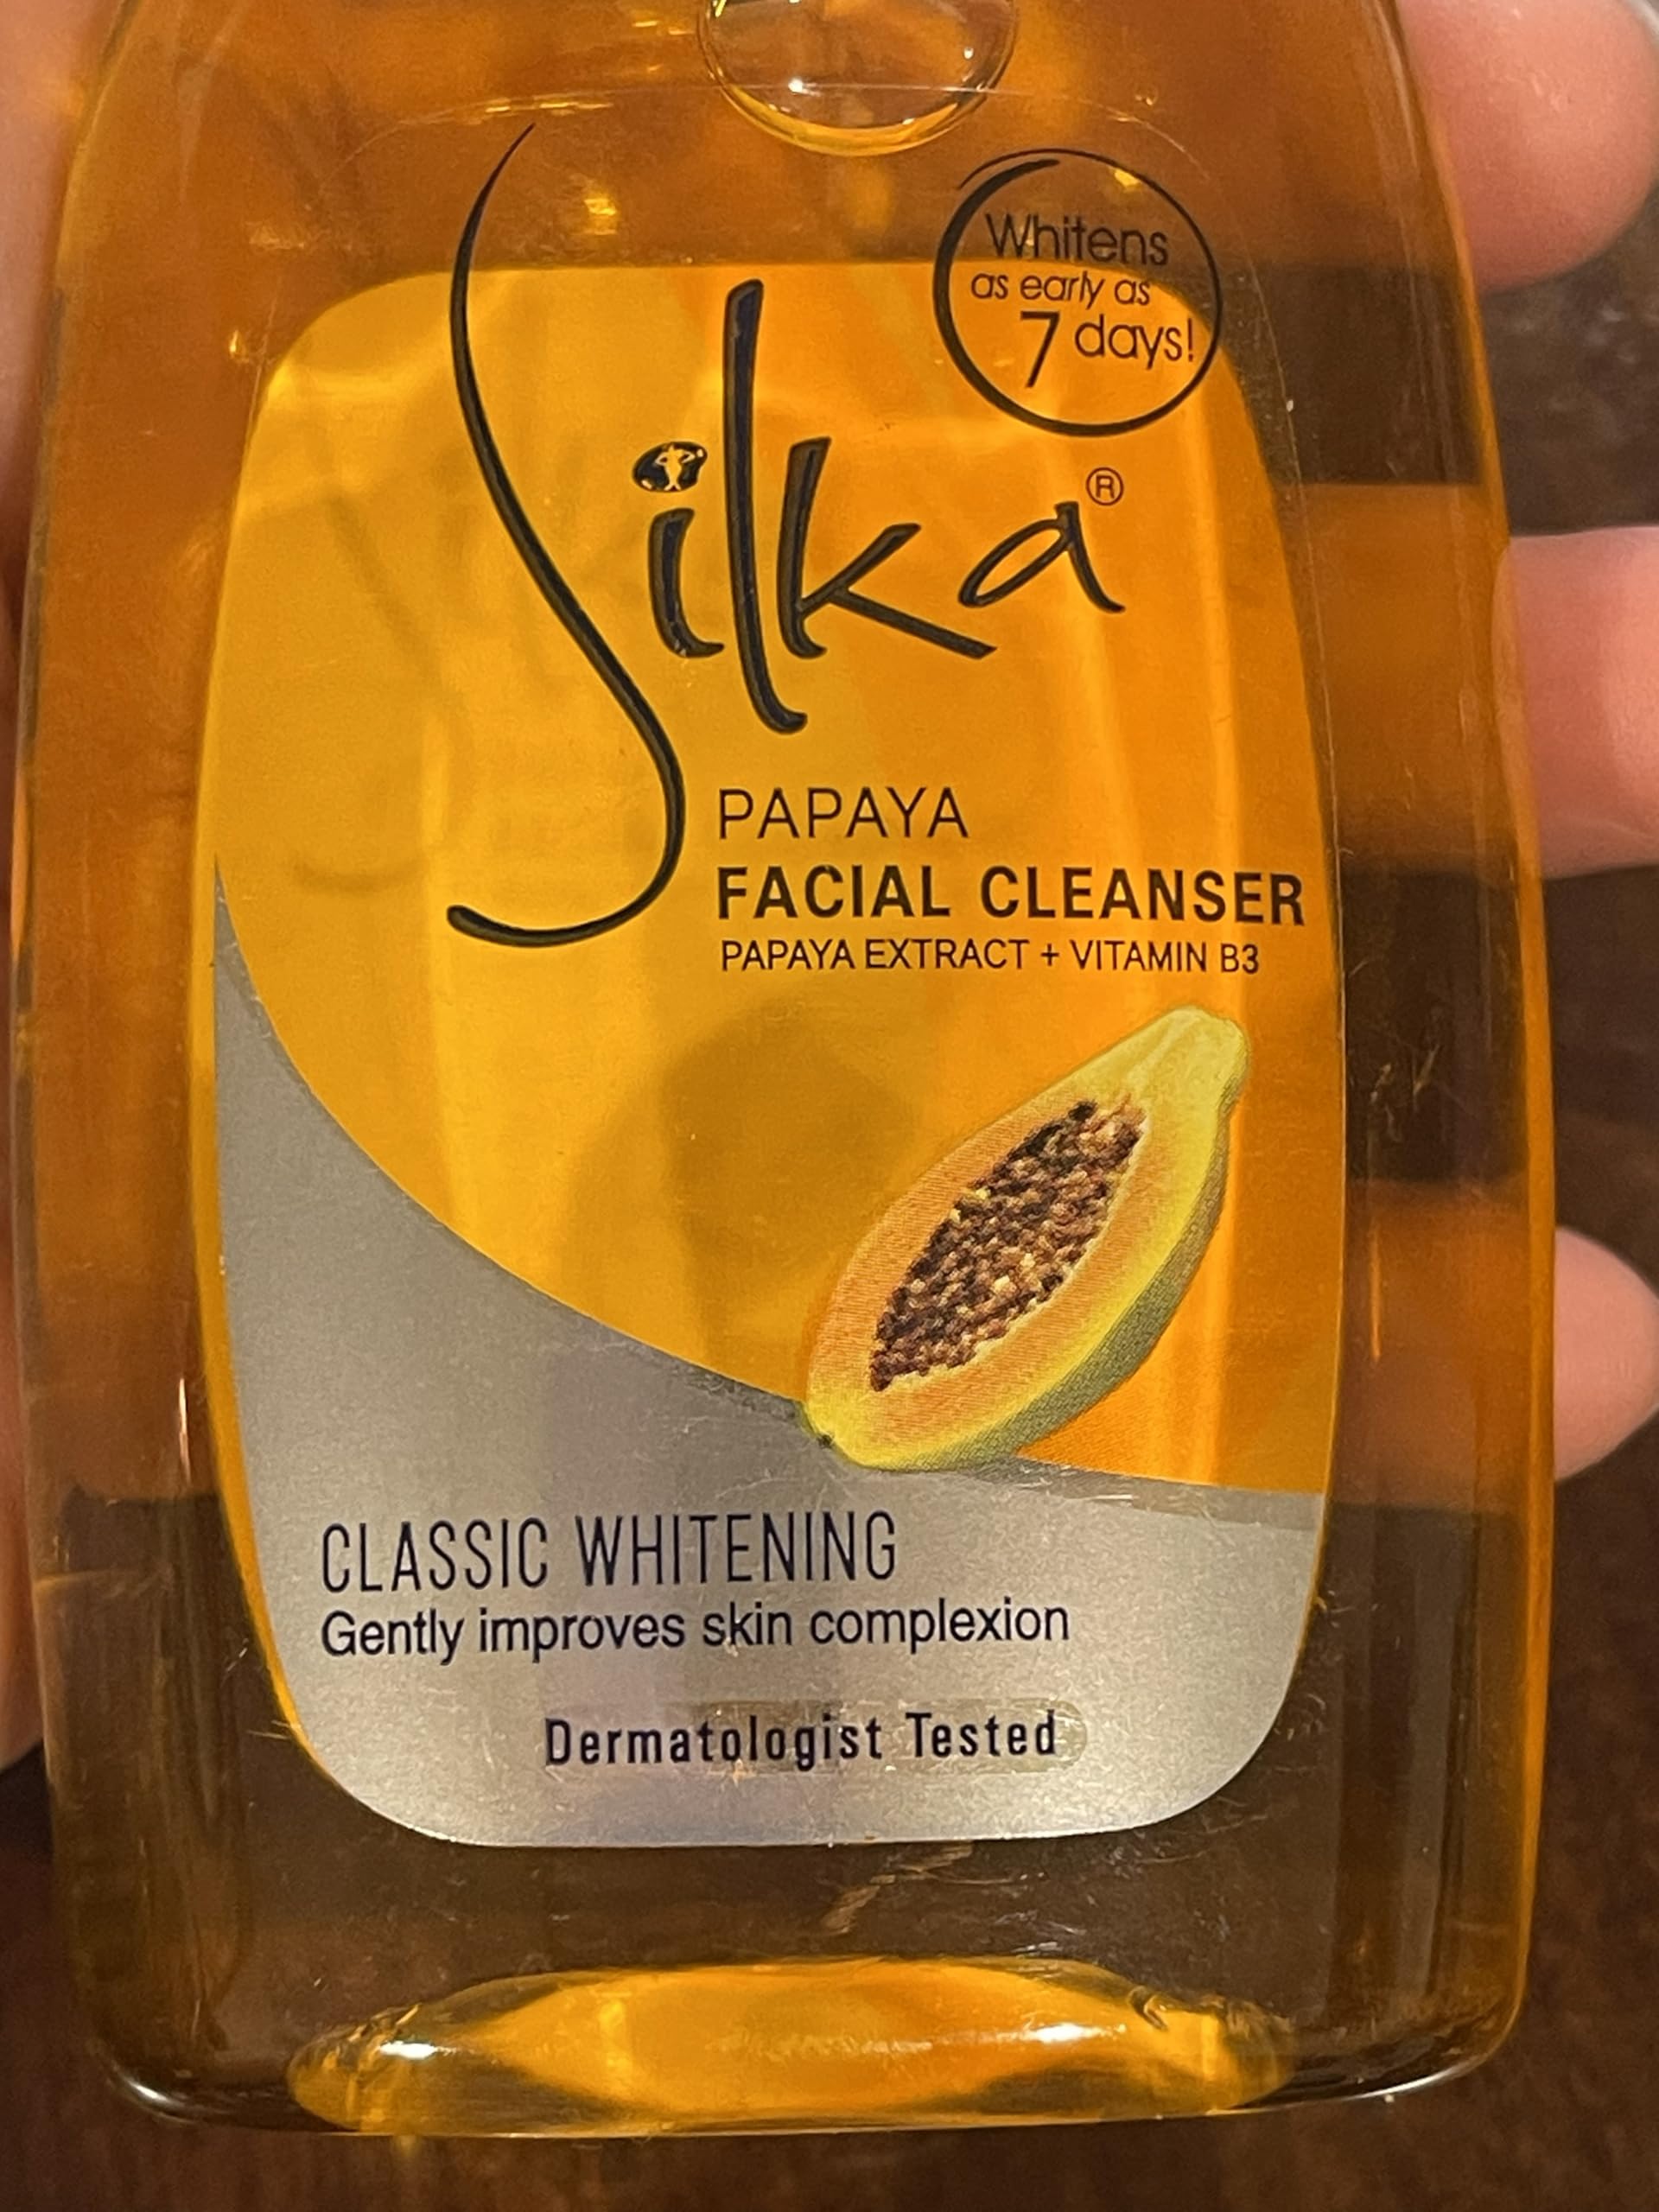 Whitens
as early as
7 days!
Silka®
PAPAYA
FACIAL CLEANSER
PAPAYA EXTRACT + VITAMIN B3
CLASSIC WHITENING
Gently improves skin complexion
Dermatologist Tested